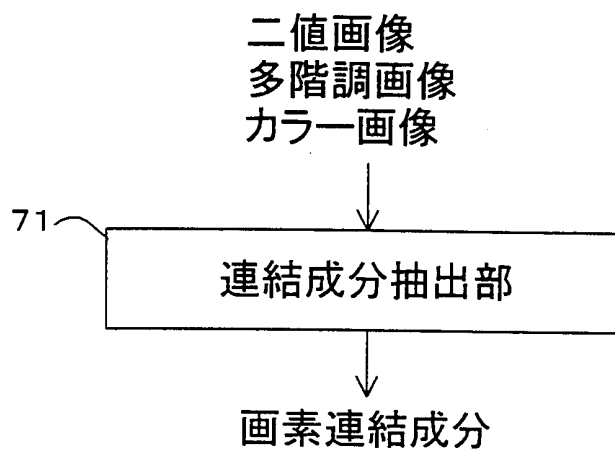 二値画像
多階調画像
カラー画像
71
連結成分抽出部
画素連結成分